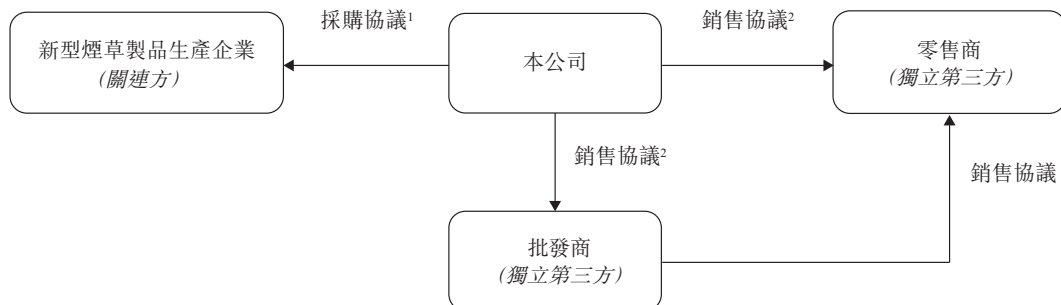 採購協議¹
銷售協議²
新型煙草製品生產企業
(關連方)
本公司
零售商
(獨立第三方)
銷售協議²
銷售協議
批發商
(獨立第三方)